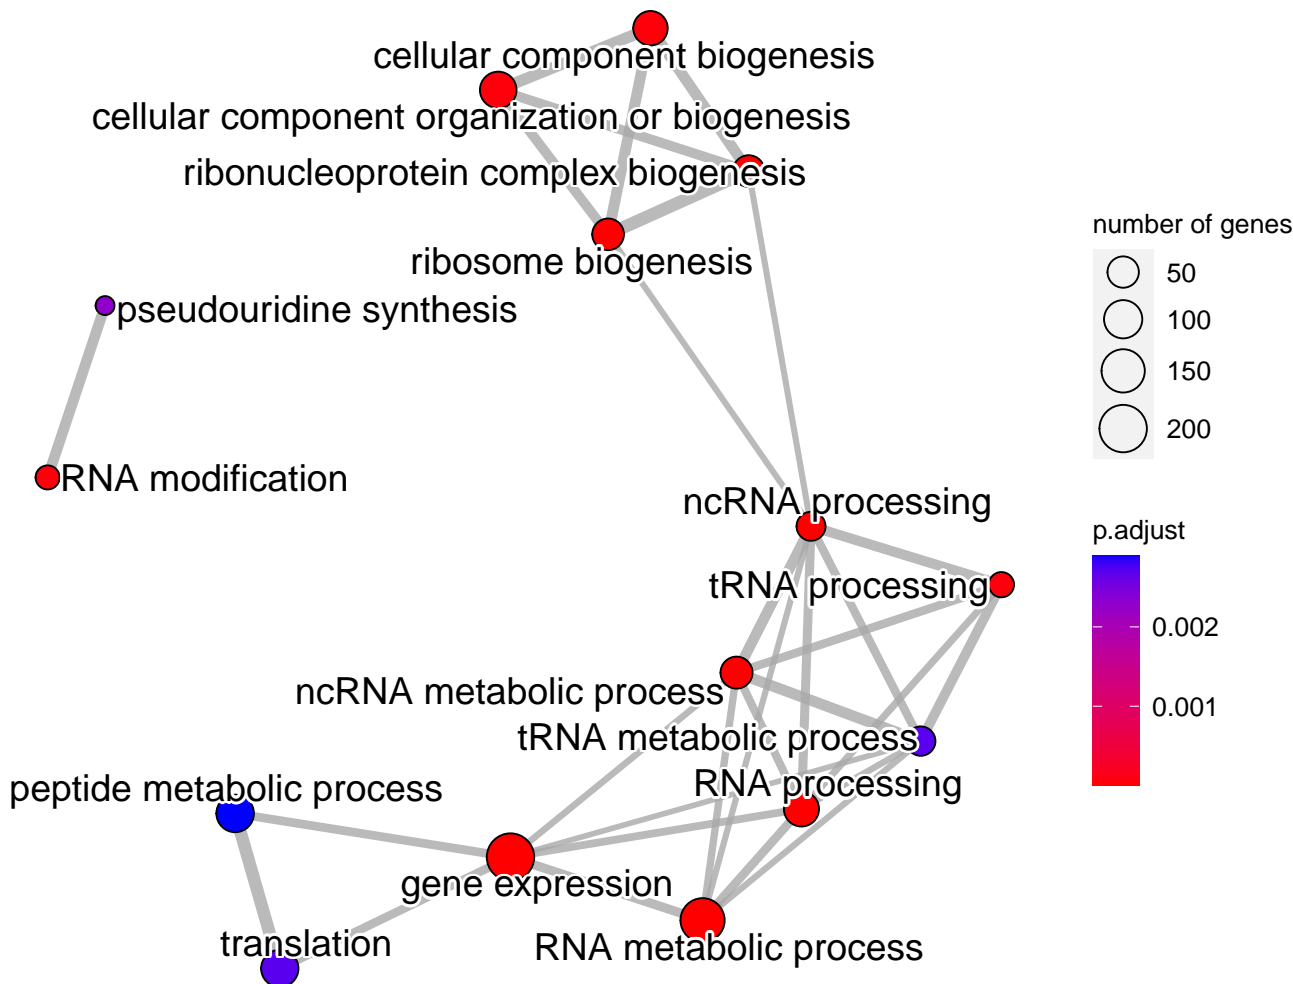 cellular component biogenesis
cellular component organization or biogenesis
ribonucleoprotein complex biogenesis
ribosome biogenesis
pseudouridine synthesis
RNA modification
ncRNA processing
tRNA processing
ncRNA metabolic process
tRNA metabolic process
RNA processing
peptide metabolic process
gene expression
translation
RNA metabolic process
number of genes
50
100
150
200
p.adjust
0.002
0.001